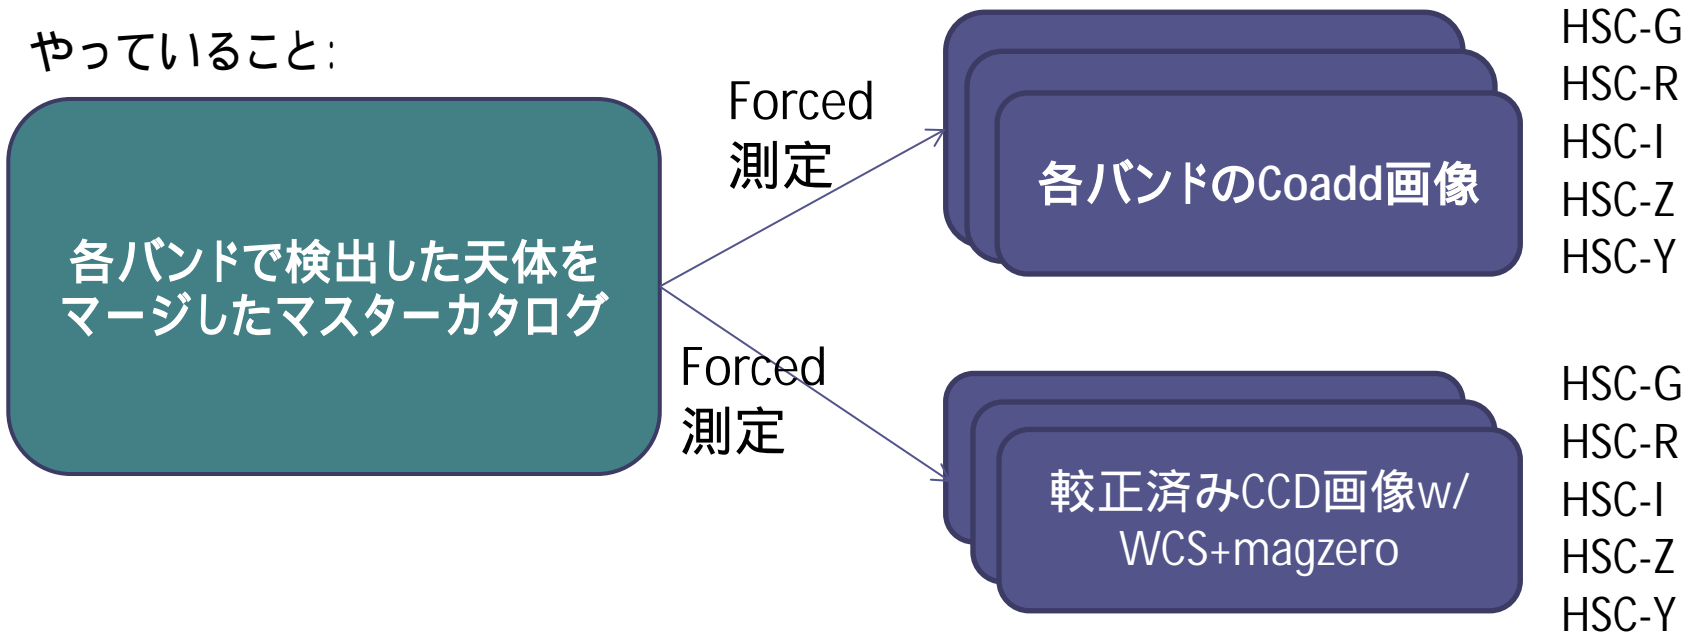 やっていること:
各バンドで検出した天体を
マージしたマスターカタログ
Forced
測定
各バンドのCoadd画像
HSC-G
HSC-R
HSC-I
HSC-Z
HSC-Y
Forced
測定
較正済みCCD画像w/
WCS+magzero
HSC-G
HSC-R
HSC-I
HSC-Z
HSC-Y